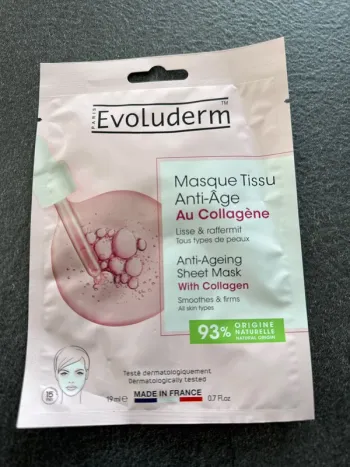 PARIS
Evoluderm™
Masque Tissu
Anti-Âge
Au Collagène
Lisse & raffermit
Tous types de peaux
Anti-Ageing
Sheet Mask
With Collagen
Smoothes & firms
All skin types
93% ORIGINE
NATURELLE
NATURAL ORIGIN
Testé dermatologiquement
Dermatologically tested
15
19 ml ℮ MADE IN FRANCE 0.7 Fl.oz